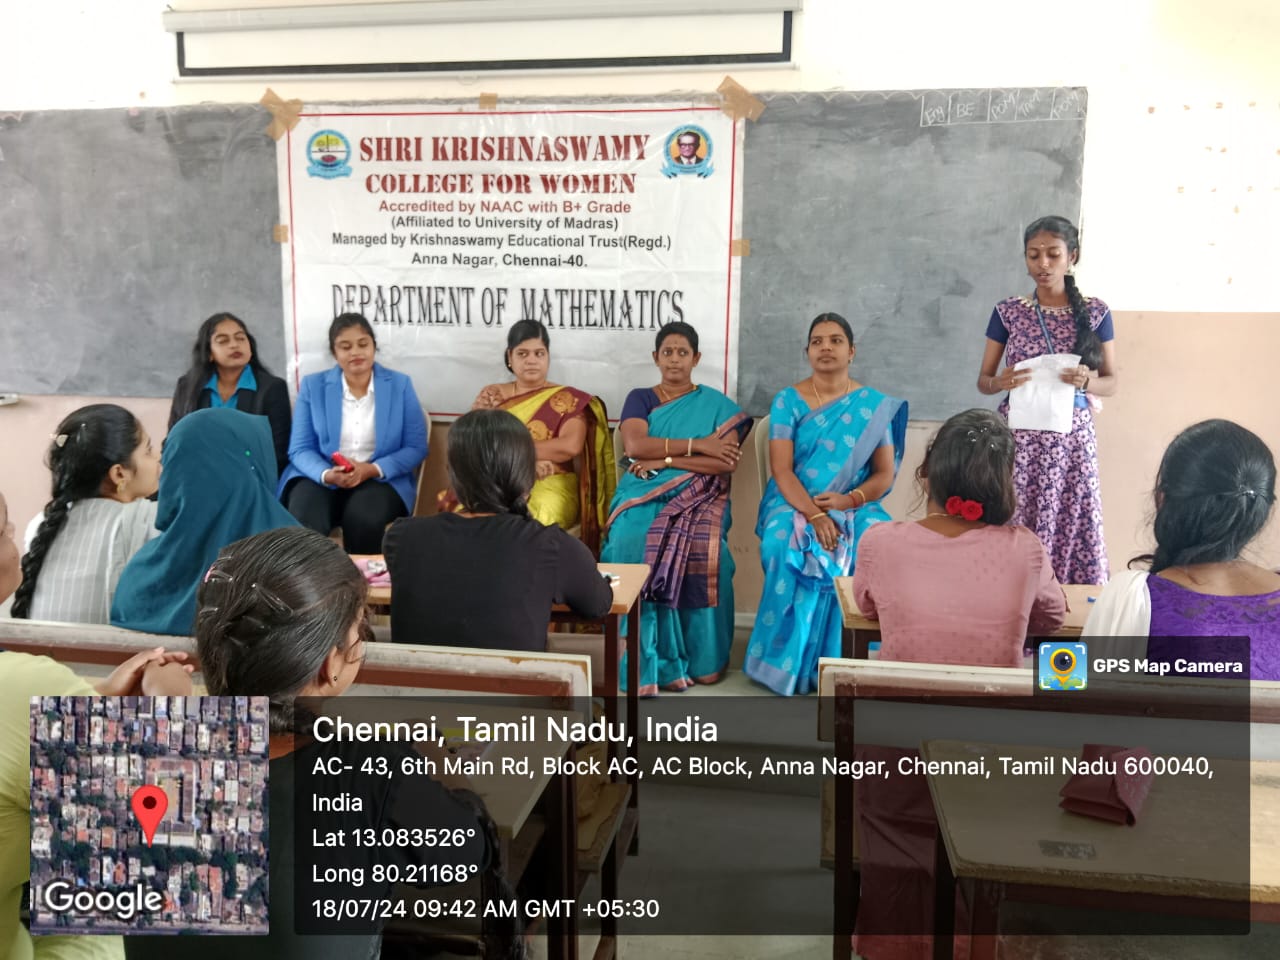 Eng BE
SHRI KRISHNASWAMY
COLLEGE FOR WOMEN
Accredited by NAAC with B+ Grade
(Affiliated to University of Madras)
Managed by Krishnaswamy Educational Trust(Regd.)
Anna Nagar, Chennai-40.
DEPARTMENT OF MATHEMATICS
GPS Map Camera
Chennai, Tamil Nadu, India
AC- 43, 6th Main Rd, Block AC, AC Block, Anna Nagar, Chennai, Tamil Nadu 600040,
India
Lat 13.083526°
Long 80.21168°
18/07/24 09:42 AM GMT +05:30
Google